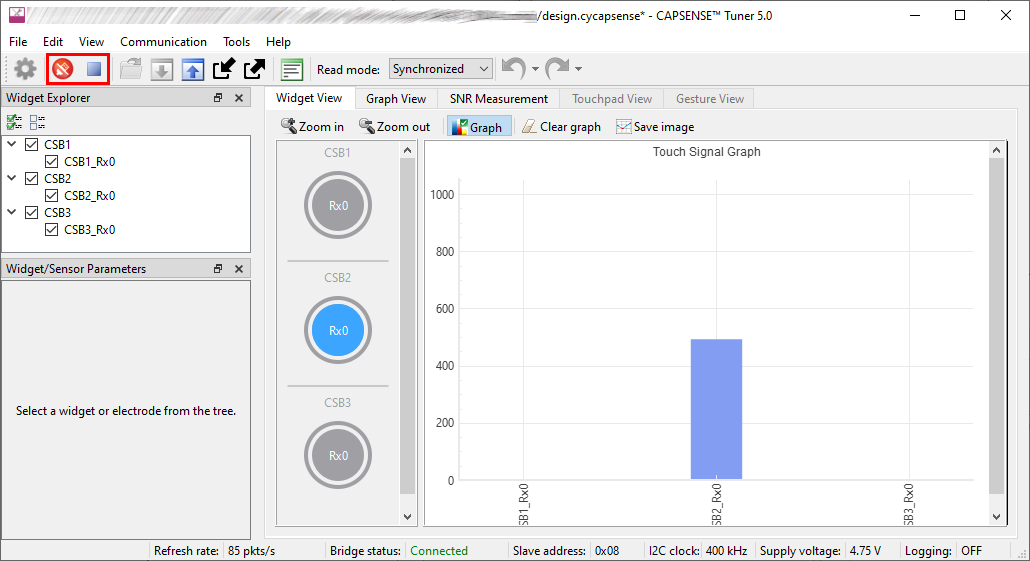 /design.cycapsense* - CAPSENSE™ Tuner 5.0
File Edit View Communication Tools Help
Read mode: Synchronized
Widget Explorer
CSB1
CSB1_Rx0
CSB2
CSB2_Rx0
CSB3
CSB3_Rx0
Widget/Sensor Parameters
Select a widget or electrode from the tree.
Widget View Graph View SNR Measurement Touchpad View Gesture View
Zoom in Zoom out Graph Clear graph Save image
CSB1
Rx0
CSB2
Rx0
CSB3
Rx0
Touch Signal Graph
1000
800
600
400
200
0
SB1_Rx0 SB2_Rx0 SB3_Rx0
Refresh rate: 85 pkts/s Bridge status: Connected Slave address: 0x08 I2C clock: 400 kHz Supply voltage: 4.75 V Logging: OFF